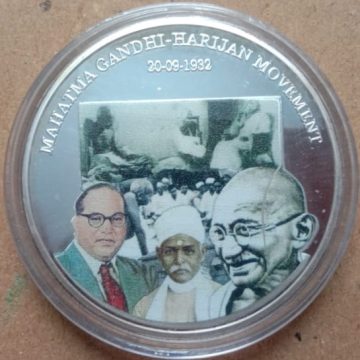 MAHATMA GANDHI-HARIJAN MOVEMENT
20-09-1932